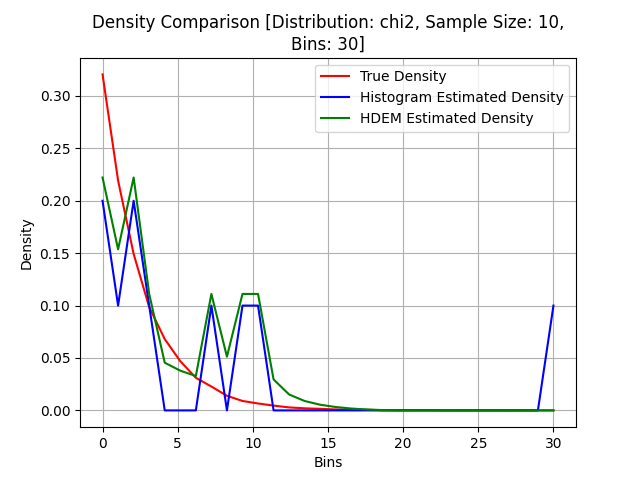 Density Comparison [Distribution: chi2, Sample Size: 10,
Bins: 30]
True Density
Histogram Estimated Density
HDEM Estimated Density
Density
0.30
0.25
0.20
0.15
0.10
0.05
0.00
0 5 10 15 20 25 30
Bins